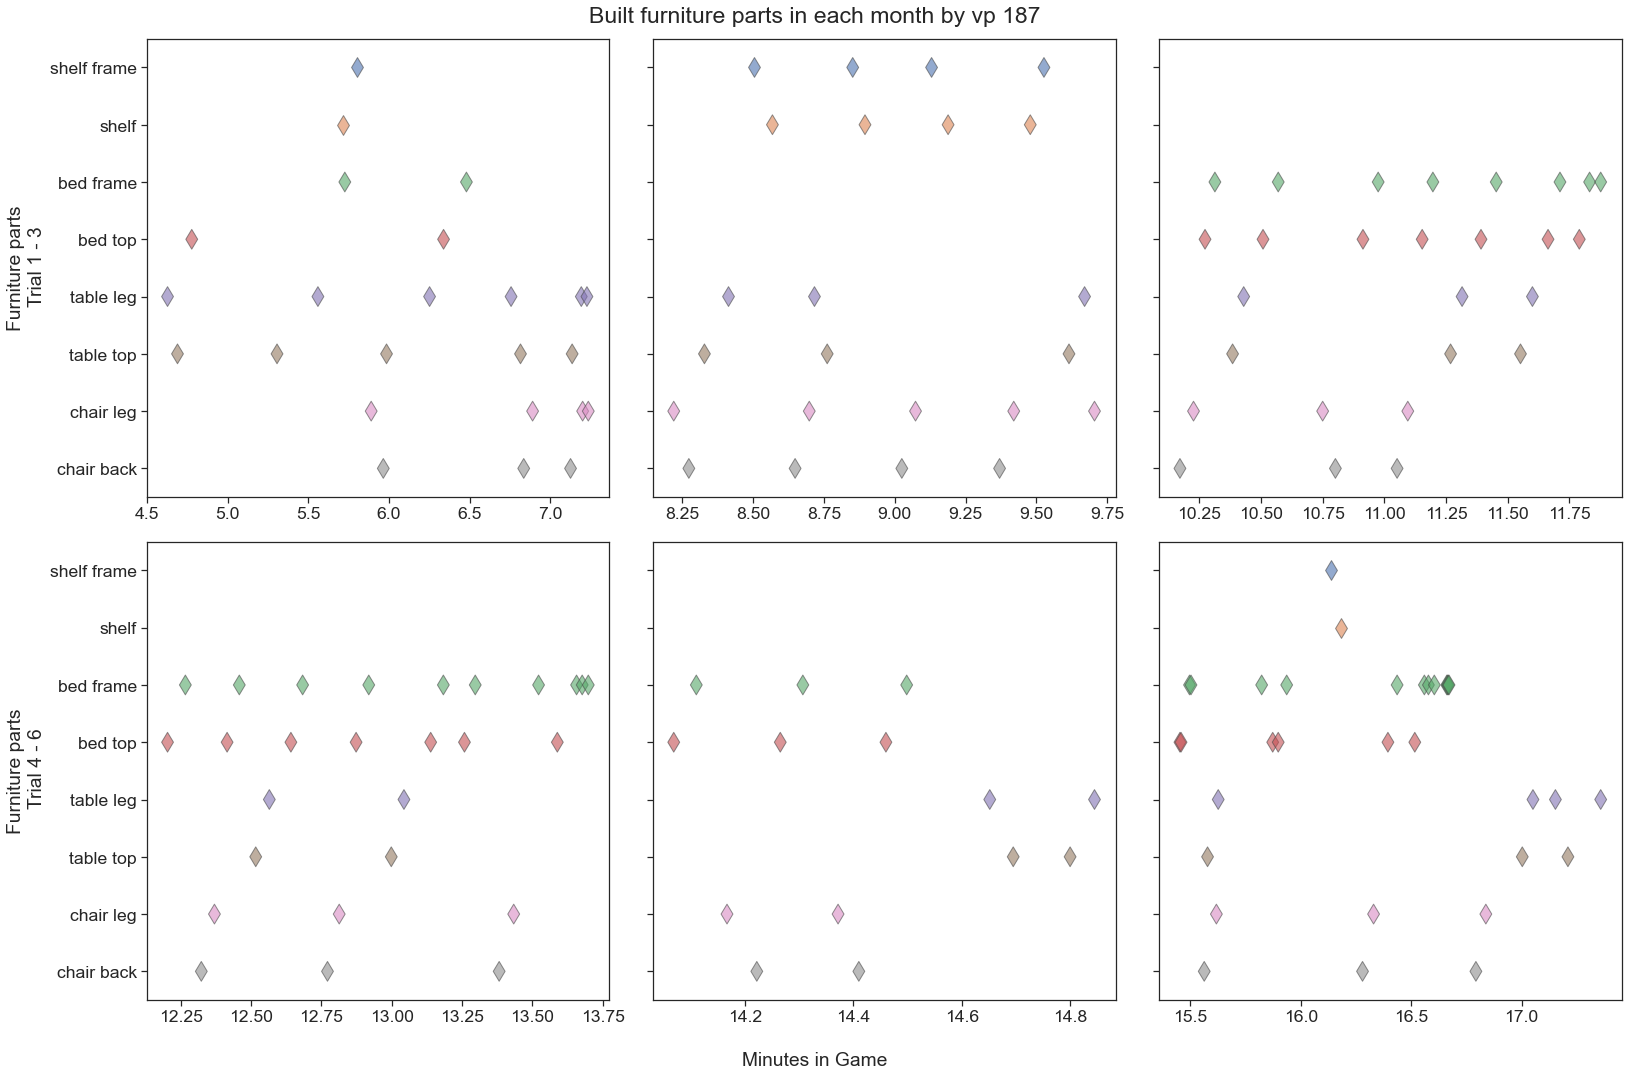 Built furniture parts in each month by vp 187
Furniture parts
Trial 1 - 3
shelf frame
shelf
bed frame
bed top
table leg
table top
chair leg
chair back
4.5 5.0 5.5 6.0 6.5 7.0
8.25 8.50 8.75 9.00 9.25 9.50 9.75
10.25 10.50 10.75 11.00 11.25 11.50 11.75
Furniture parts
Trial 4 - 6
shelf frame
shelf
bed frame
bed top
table leg
table top
chair leg
chair back
12.25 12.50 12.75 13.00 13.25 13.50 13.75
14.2 14.4 14.6 14.8
15.5 16.0 16.5 17.0
Minutes in Game